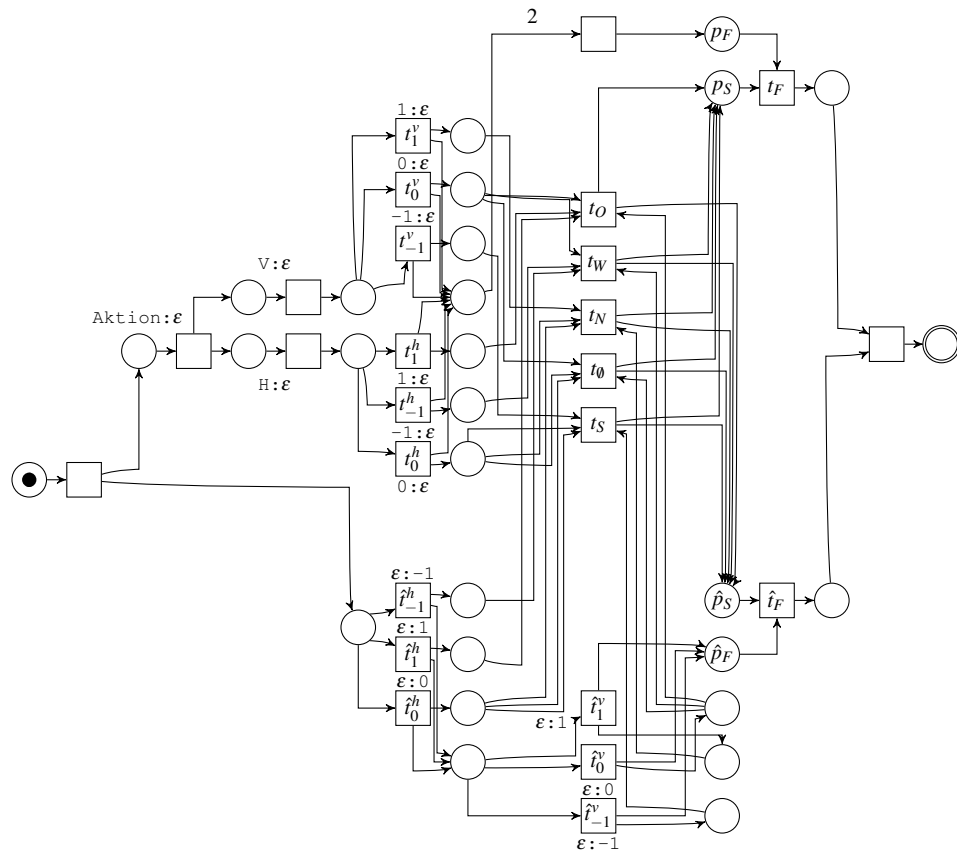 2
p_F
p_S t_F
1:ε
t^v_1
0:ε
t^v_0
t_O
-1:ε
t^v_{-1}
t_W
V:ε
Aktion:ε
t_N
t^h_1
t_∅
1:ε
H:ε
t^h_{-1}
t_S
-1:ε
t^h_0
0:ε
ε:-1
t̂^h_{-1}
p̂_S t̂_F
ε:1
t̂^h_1
p̂_F
ε:0
t̂^h_0
t̂^v_1
ε:1
t̂^v_0
ε:0
t̂^v_{-1}
ε:-1